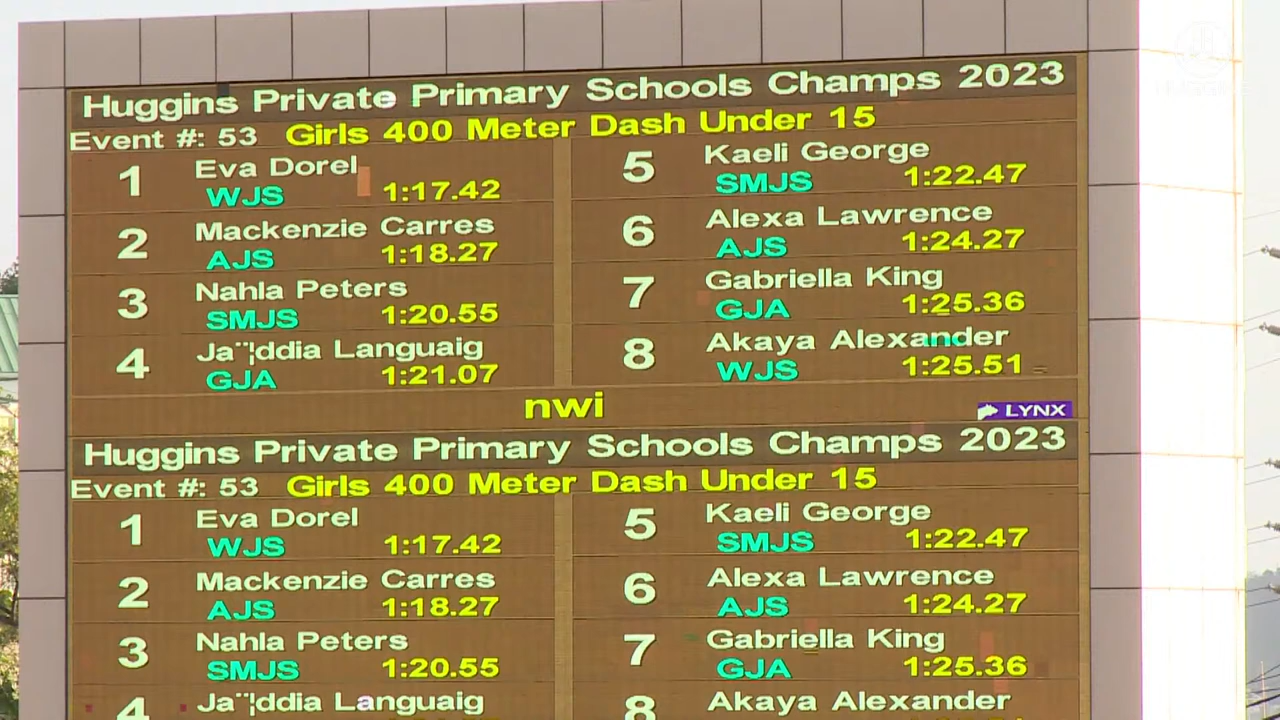 Huggins Private Primary Schools Champs 2023
Event #: 53 Girls 400 Meter Dash Under 15
1 Eva Dorel
WJS 1:17.42
2 Mackenzie Carres
AJS 1:18.27
3 Nahla Peters
SMJS 1:20.55
4 Ja¨¦ddia Languaig
GJA 1:21.07
5 Kaeli George
SMJS 1:22.47
6 Alexa Lawrence
AJS 1:24.27
7 Gabriella King
GJA 1:25.36
8 Akaya Alexander
WJS 1:25.51
nwi
LYNX
Huggins Private Primary Schools Champs 2023
Event #: 53 Girls 400 Meter Dash Under 15
1 Eva Dorel
WJS 1:17.42
2 Mackenzie Carres
AJS 1:18.27
3 Nahla Peters
SMJS 1:20.55
4 Ja¨¦ddia Languaig
5 Kaeli George
SMJS 1:22.47
6 Alexa Lawrence
AJS 1:24.27
7 Gabriella King
GJA 1:25.36
8 Akaya Alexander